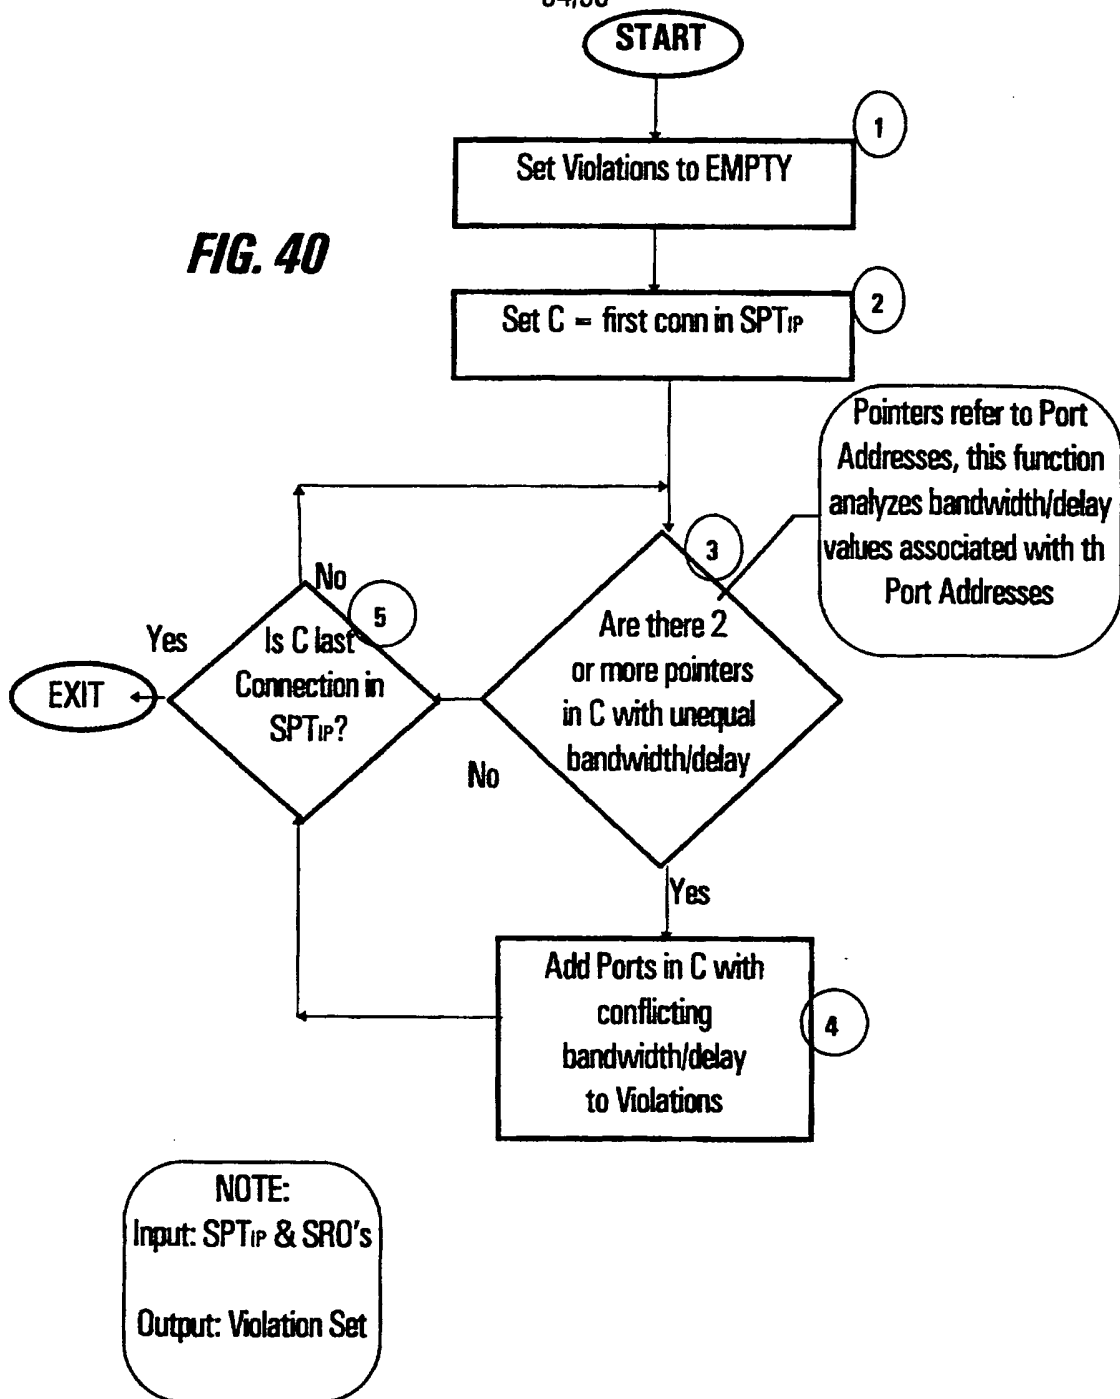 START
1
Set Violations to EMPTY
FIG. 40
2
Set C = first conn in SPTIP
Pointers refer to Port
Addresses, this function
analyzes bandwidth/delay
values associated with th
Port Addresses
3
Are there 2
or more pointers
in C with unequal
bandwidth/delay
No
5
Yes
Is C last
Connection in
SPTIP?
EXIT
No
Yes
Add Ports in C with
conflicting
bandwidth/delay
to Violations
4
NOTE:
Input: SPTIP & SRO's
Output: Violation Set